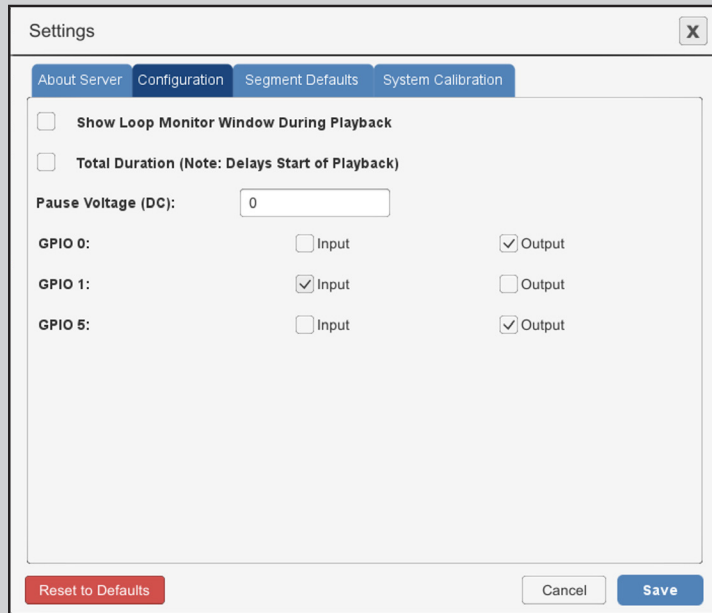 Settings
X
About Server Configuration Segment Defaults System Calibration
Show Loop Monitor Window During Playback
Total Duration (Note: Delays Start of Playback)
Pause Voltage (DC): 0
GPIO 0: Input Output
GPIO 1: Input Output
GPIO 5: Input Output
Reset to Defaults Cancel Save